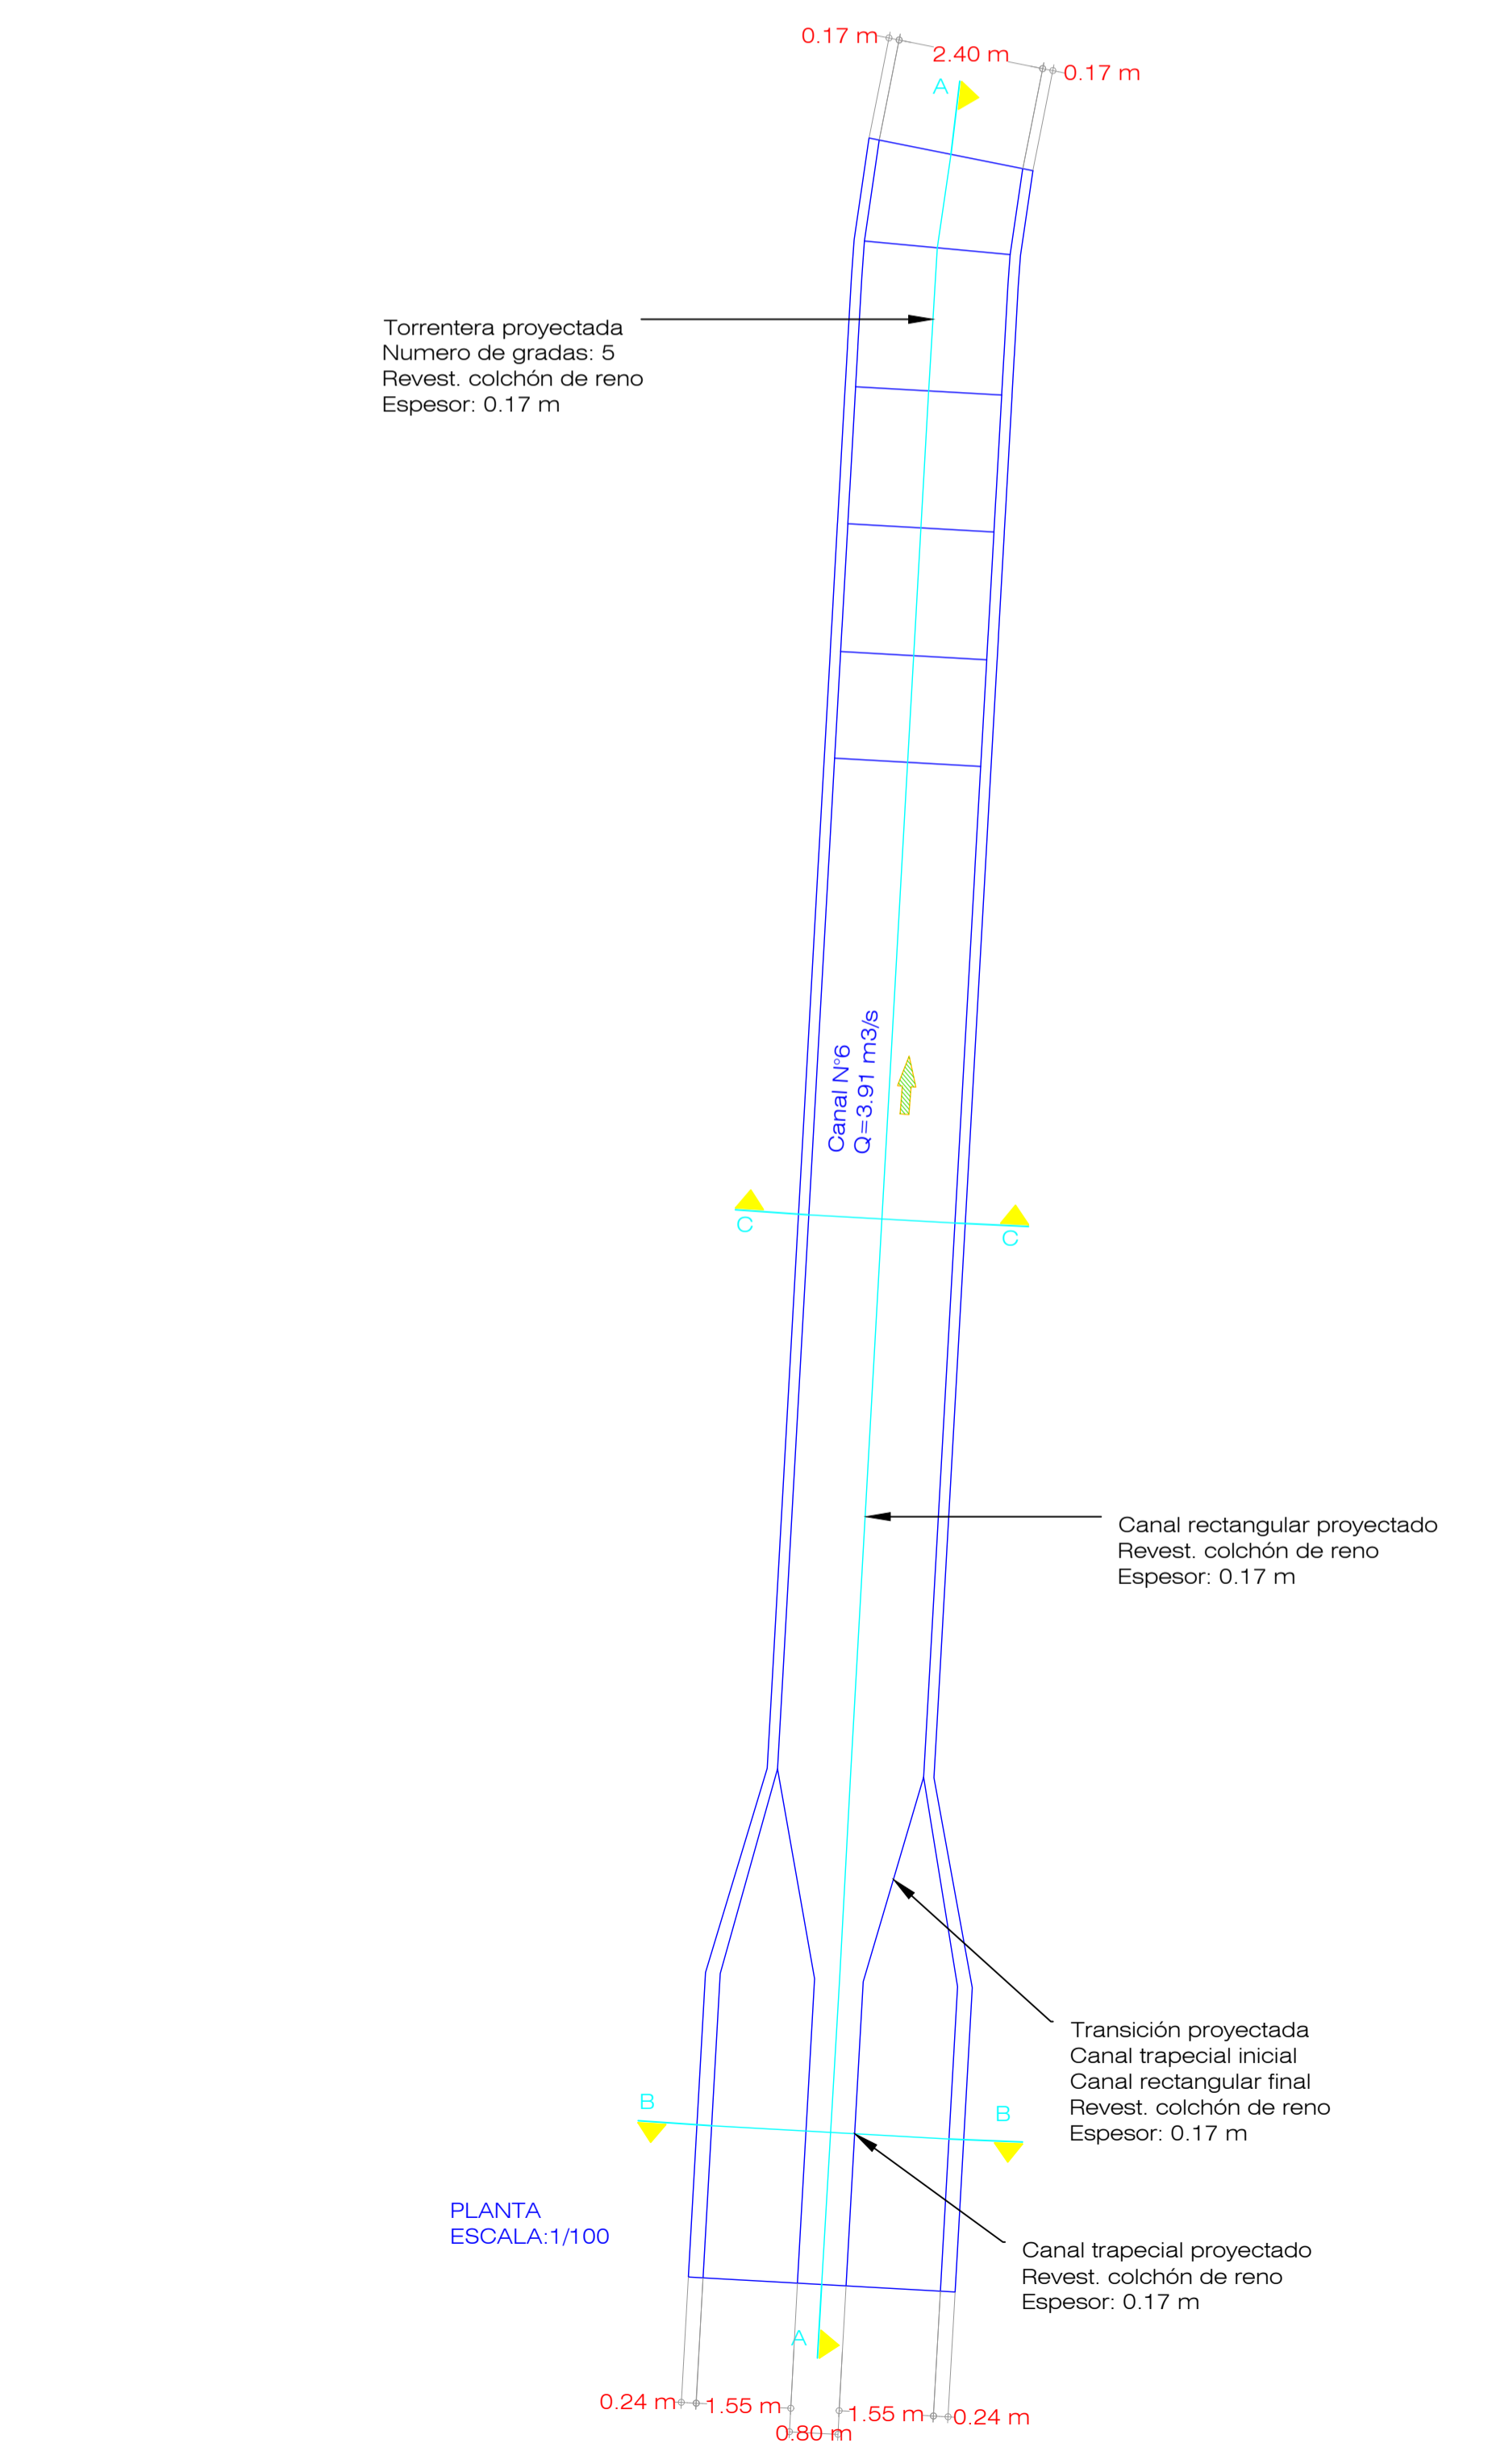 0.17 m
2.40 m
0.17 m
A
Torrentera proyectada
Numero de gradas: 5
Revest. colchón de reno
Espesor: 0.17 m
Canal N°6
Q=3.91 m3/s
C
C
Canal rectangular proyectado
Revest. colchón de reno
Espesor: 0.17 m
Transición proyectada
Canal trapecial inicial
Canal rectangular final
Revest. colchón de reno
Espesor: 0.17 m
B
B
PLANTA
ESCALA:1/100
Canal trapecial proyectado
Revest. colchón de reno
Espesor: 0.17 m
A
0.24 m
1.55 m
0.80 m
1.55 m
0.24 m